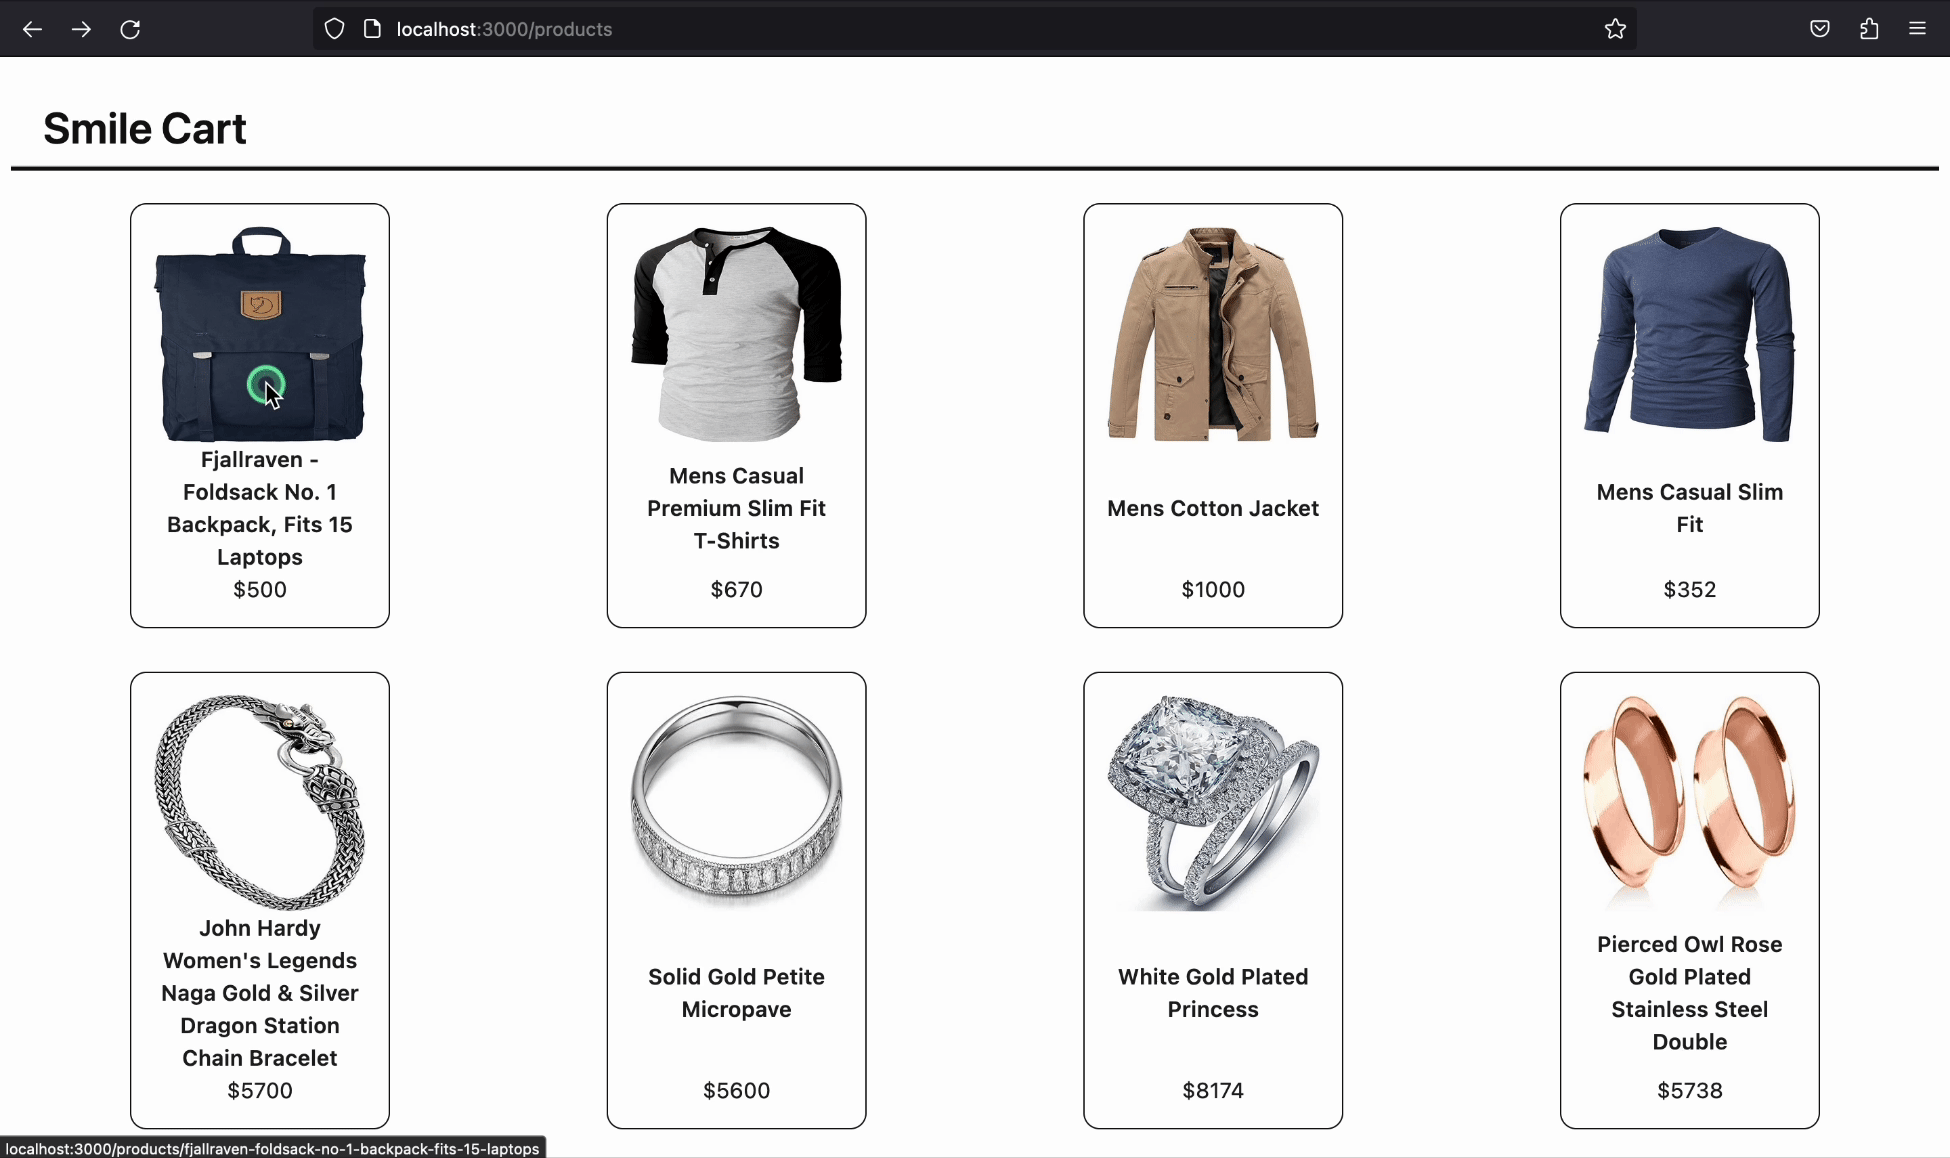 localhost:3000/products
Smile Cart
Fjallraven -
Foldsack No. 1
Backpack, Fits 15
Laptops
$500
Mens Casual
Premium Slim Fit
T-Shirts
$670
Mens Cotton Jacket
$1000
Mens Casual Slim
Fit
$352
John Hardy
Women's Legends
Naga Gold & Silver
Dragon Station
Chain Bracelet
$5700
Solid Gold Petite
Micropave
$5600
White Gold Plated
Princess
$8174
Pierced Owl Rose
Gold Plated
Stainless Steel
Double
$5738
localhost:3000/products/fjallraven-foldsack-no-1-backpack-fits-15-laptops